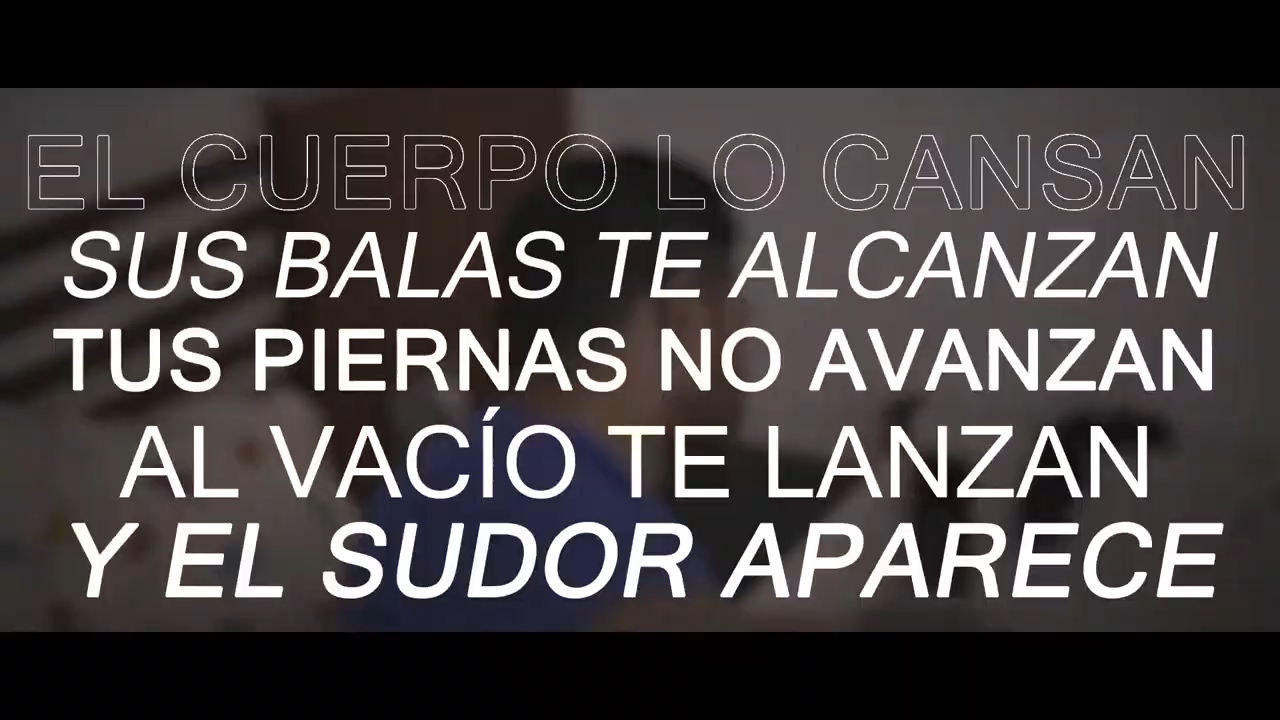 EL CUERPO LO CANSAN
SUS BALAS TE ALCANZAN
TUS PIERNAS NO AVANZAN
AL VACÍO TE LANZAN
Y EL SUDOR APARECE